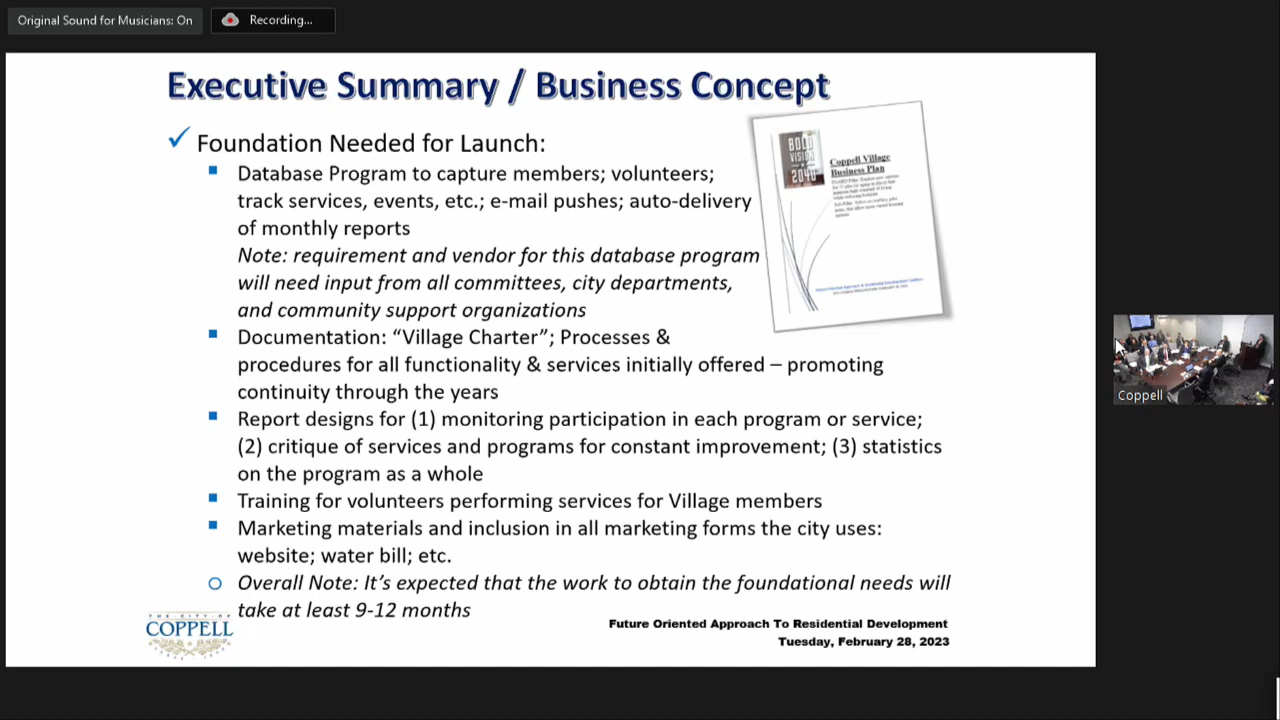 Original Sound for Musicians: On
Recording...
Executive Summary / Business Concept
Foundation Needed for Launch:
Database Program to capture members; volunteers;
track services, events, etc.; e-mail pushes; auto-delivery
of monthly reports
Note: requirement and vendor for this database program
will need input from all committees, city departments,
and community support organizations
Documentation: “Village Charter”; Processes &
procedures for all functionality & services initially offered – promoting
continuity through the years
Report designs for (1) monitoring participation in each program or service;
(2) critique of services and programs for constant improvement; (3) statistics
on the program as a whole
Training for volunteers performing services for Village members
Marketing materials and inclusion in all marketing forms the city uses:
website; water bill; etc.
Overall Note: It’s expected that the work to obtain the foundational needs will
take at least 9-12 months
BOLD
VISION
2040
Coppell Village
Business Plan
THE CITY OF
COPPELL
Future Oriented Approach To Residential Development
Tuesday, February 28, 2023
Coppell